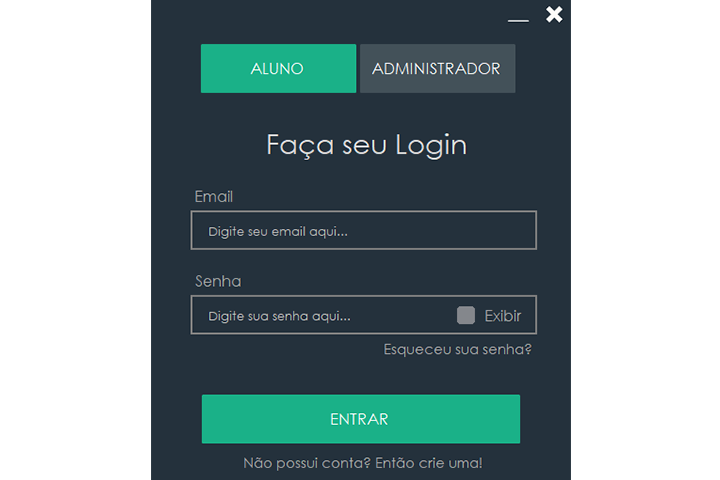 ALUNO ADMINISTRADOR
Faça seu Login
Email
Digite seu email aqui...
Senha
Digite sua senha aqui... Exibir
Esqueceu sua senha?
ENTRAR
Não possui conta? Então crie uma!